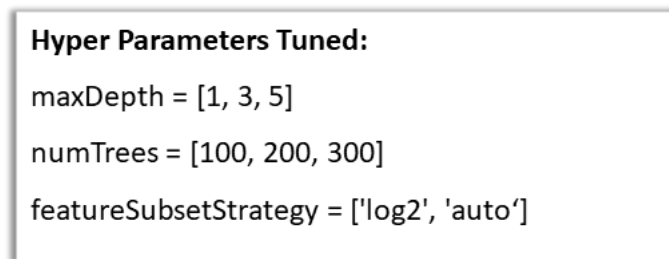 Hyper Parameters Tuned:
maxDepth = [1, 3, 5]
numTrees = [100, 200, 300]
featureSubsetStrategy = ['log2', 'auto‘]